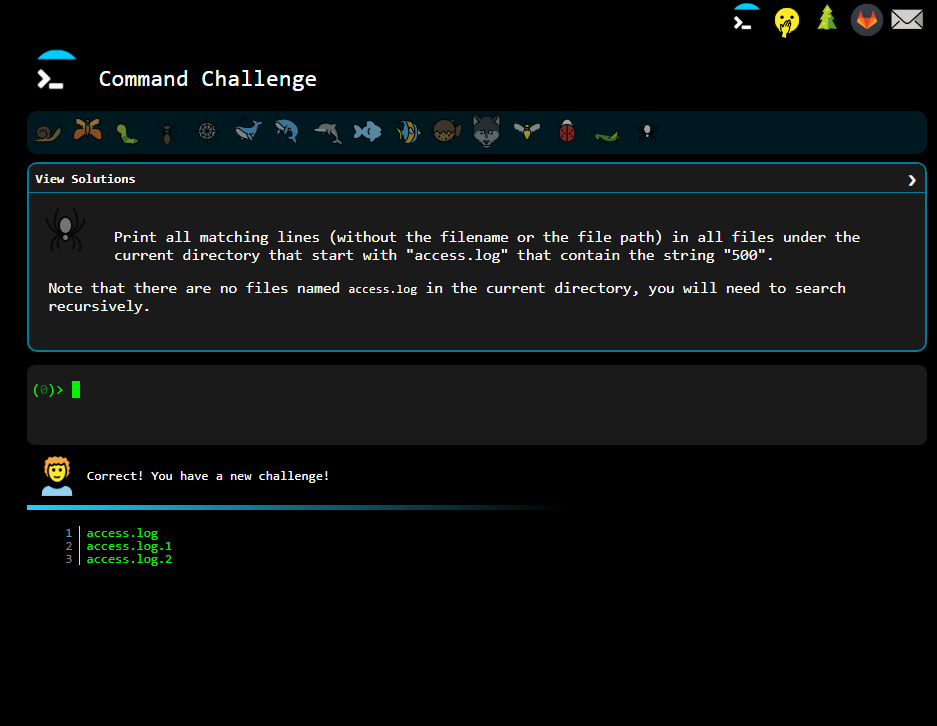 Command Challenge
View Solutions
Print all matching lines (without the filename or the file path) in all files under the
current directory that start with "access.log" that contain the string "500".
Note that there are no files named access.log in the current directory, you will need to search
recursively.
(0)>
Correct! You have a new challenge!
1 access.log
2 access.log.1
3 access.log.2